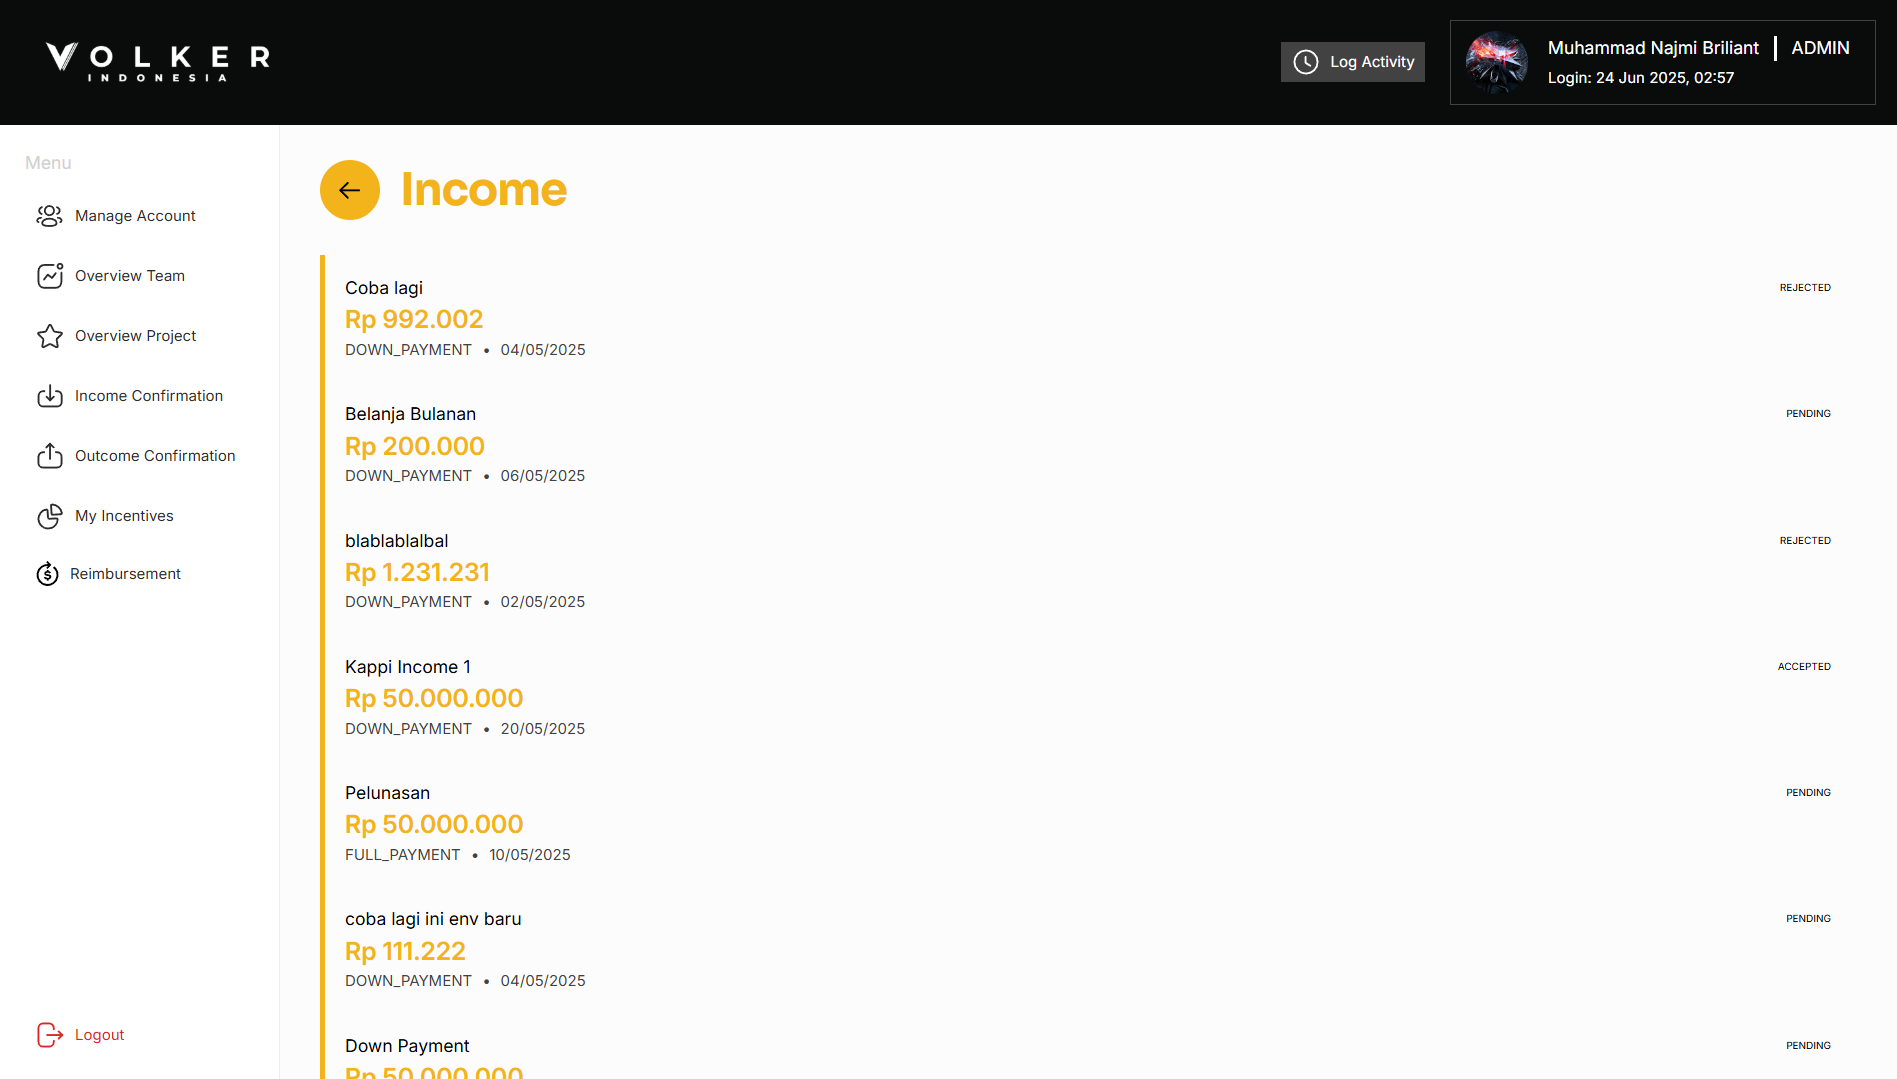 VOLKER
INDONESIA
Log Activity
Muhammad Najmi Briliant | ADMIN
Login: 24 Jun 2025, 02:57
Menu
Manage Account
Overview Team
Overview Project
Income Confirmation
Outcome Confirmation
My Incentives
Reimbursement
Logout
Income
Coba lagi
REJECTED
Rp 992.002
DOWN_PAYMENT • 04/05/2025
Belanja Bulanan
PENDING
Rp 200.000
DOWN_PAYMENT • 06/05/2025
blablablalbal
REJECTED
Rp 1.231.231
DOWN_PAYMENT • 02/05/2025
Kappi Income 1
ACCEPTED
Rp 50.000.000
DOWN_PAYMENT • 20/05/2025
Pelunasan
PENDING
Rp 50.000.000
FULL_PAYMENT • 10/05/2025
coba lagi ini env baru
PENDING
Rp 111.222
DOWN_PAYMENT • 04/05/2025
Down Payment
PENDING
Rp 50.000.000